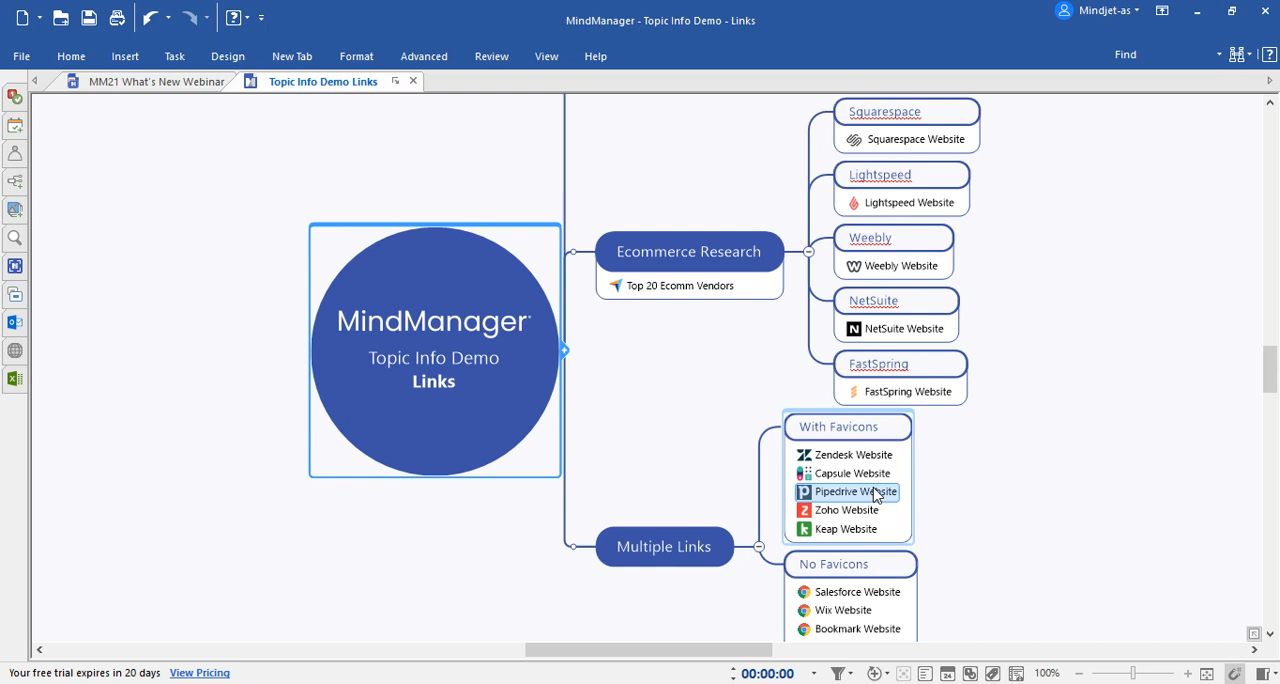 MindManager - Topic Info Demo - Links
Mindjet-as
File Home Insert Task Design New Tab Format Advanced Review View Help
Find
MM21 What's New Webinar
Topic Info Demo Links
Squarespace
Squarespace Website
Lightspeed
Lightspeed Website
Weebly
Weebly Website
NetSuite
NetSuite Website
FastSpring
FastSpring Website
Ecommerce Research
Top 20 Ecomm Vendors
MindManager
Topic Info Demo
Links
With Favicons
Zendesk Website
Capsule Website
Pipedrive Website
Zoho Website
Keap Website
Multiple Links
No Favicons
Salesforce Website
Wix Website
Bookmark Website
Your free trial expires in 20 days View Pricing
00:00:00
100%